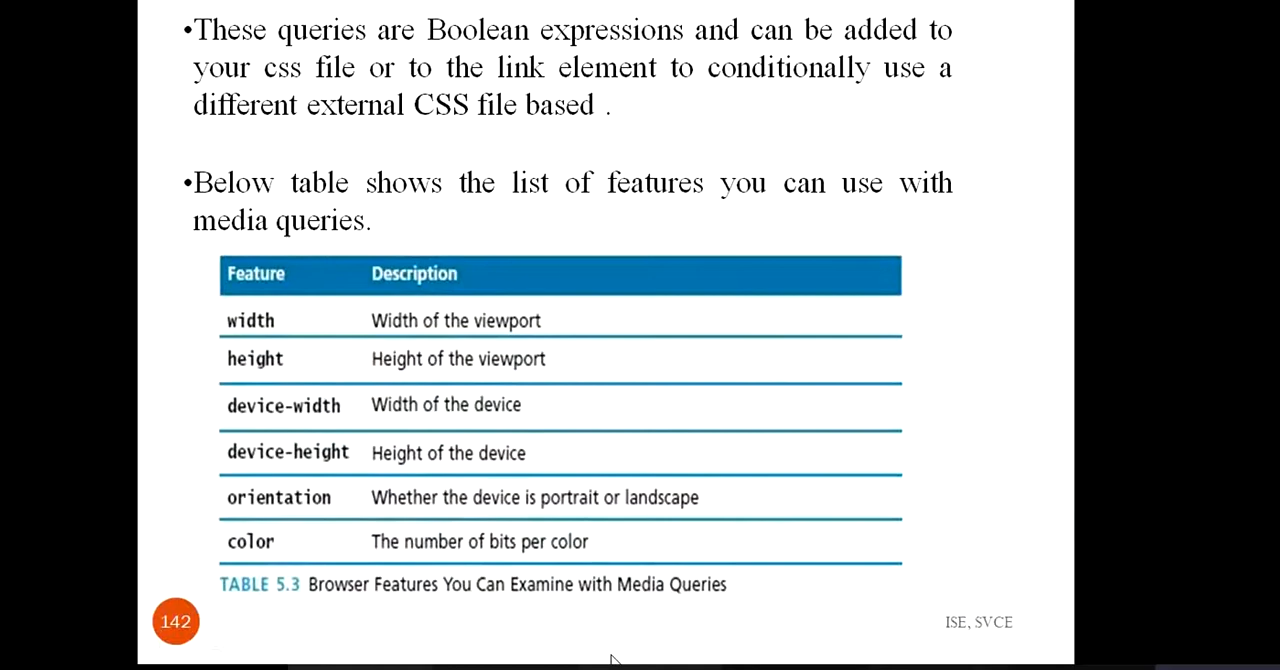 •These queries are Boolean expressions and can be added to
your css file or to the link element to conditionally use a
different external CSS file based .
•Below table shows the list of features you can use with
media queries.
Feature Description
width Width of the viewport
height Height of the viewport
device-width Width of the device
device-height Height of the device
orientation Whether the device is portrait or landscape
color The number of bits per color
TABLE 5.3 Browser Features You Can Examine with Media Queries
142 ISE, SVCE